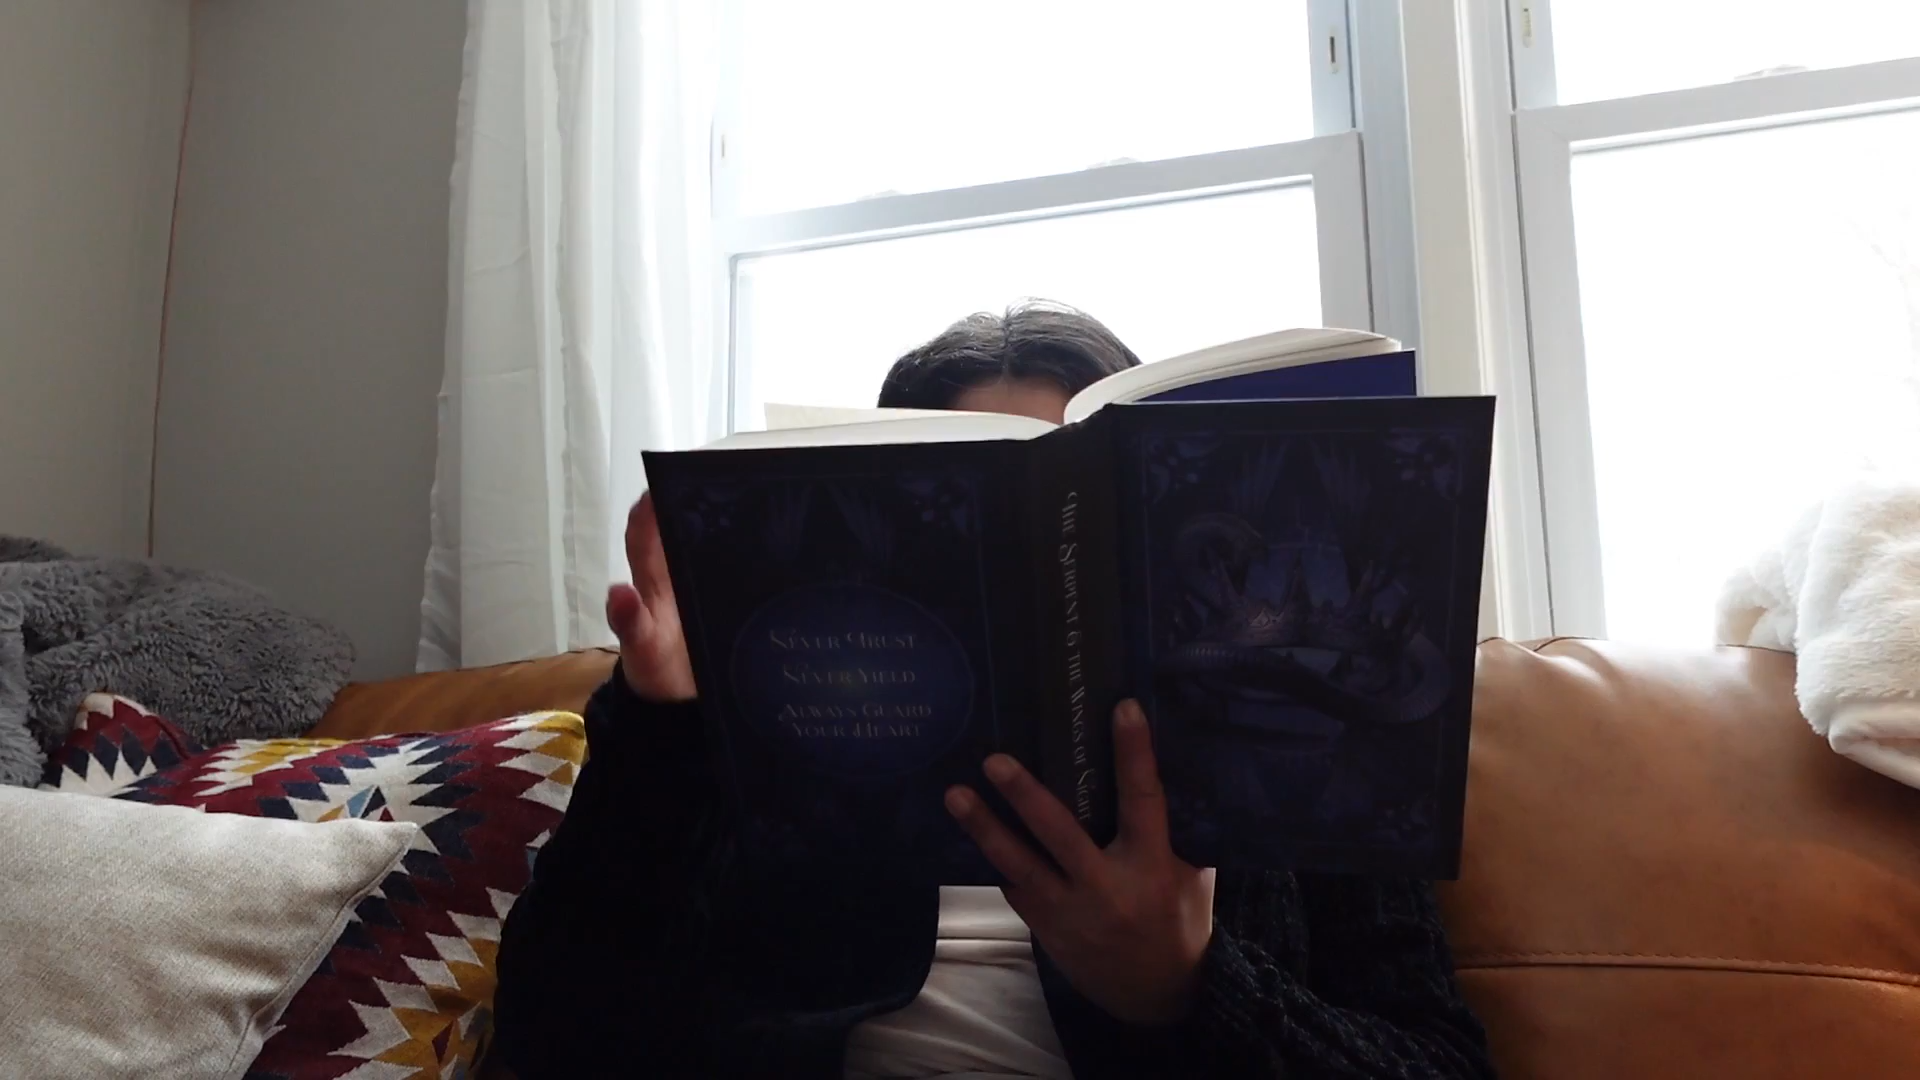 Never Trust
Never Yield
Always Guard
Your Heart
The Serpent & the Wings of Night